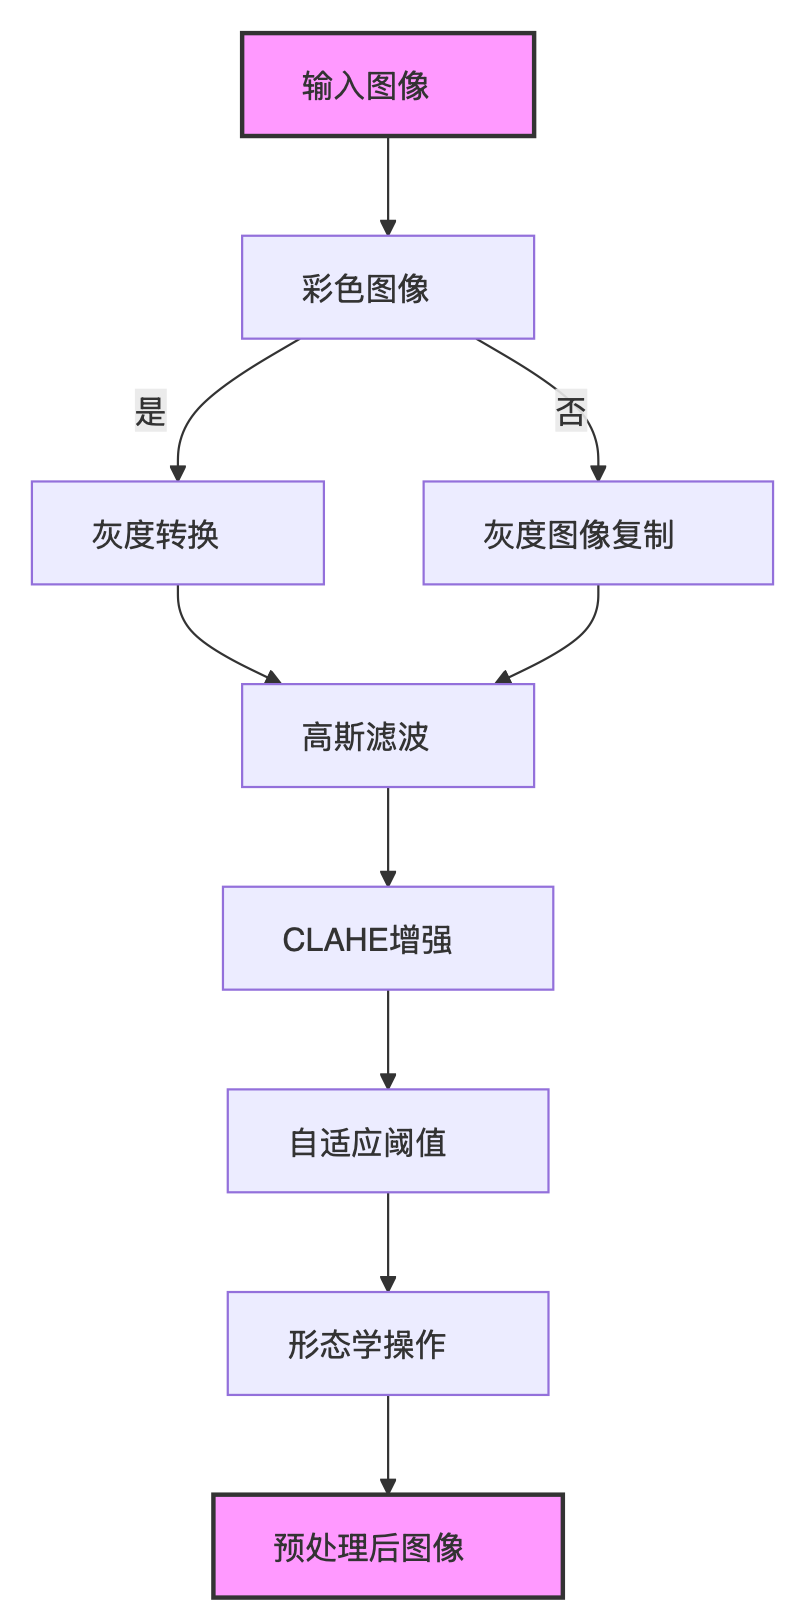 输入图像
彩色图像
是
否
灰度转换
灰度图像复制
高斯滤波
CLAHE增强
自适应阈值
形态学操作
预处理后图像